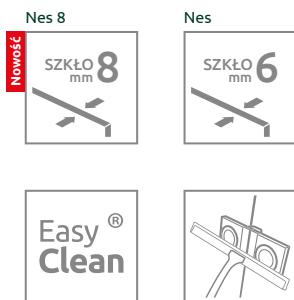 Nes 8
Nes
Nowość
SZKŁO 8
mm
SZKŁO 6
mm
Easy ®
Clean